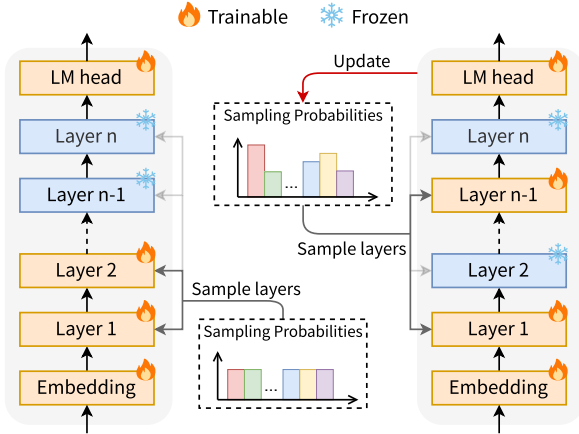 Trainable
Frozen
LM head
Layer n
Layer n-1
Layer 2
Layer 1
Embedding
Update
Sampling Probabilities
...
Sample layers
Sample layers
Sampling Probabilities
...
LM head
Layer n
Layer n-1
Layer 2
Layer 1
Embedding